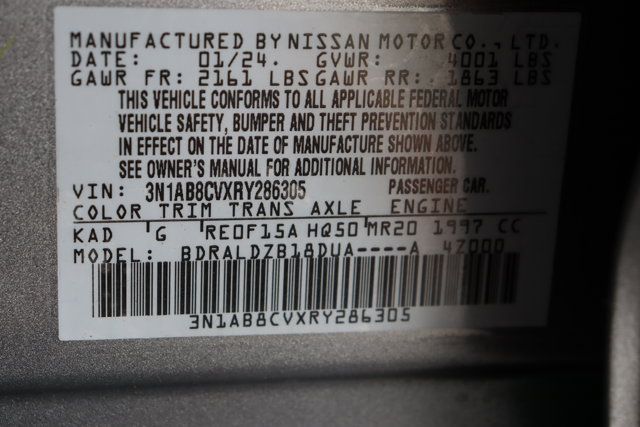 MANUFACTURED BY NISSAN MOTOR CO., LTD.
DATE: 01/24. GVWR: 4001 LBS
GAWR FR: 2161 LBS GAWR RR: 1863 LBS
THIS VEHICLE CONFORMS TO ALL APPLICABLE FEDERAL MOTOR
VEHICLE SAFETY, BUMPER AND THEFT PREVENTION STANDARDS
IN EFFECT ON THE DATE OF MANUFACTURE SHOWN ABOVE.
SEE OWNER'S MANUAL FOR ADDITIONAL INFORMATION.
VIN: 3N1AB8CVXRY286305 PASSENGER CAR.
COLOR TRIM TRANS AXLE ENGINE
KAD G RE0F15A HQ50 MR20 1997 CC
MODEL: BDRALDZB18DUA----A 4Z000
3N1AB8CVXRY286305